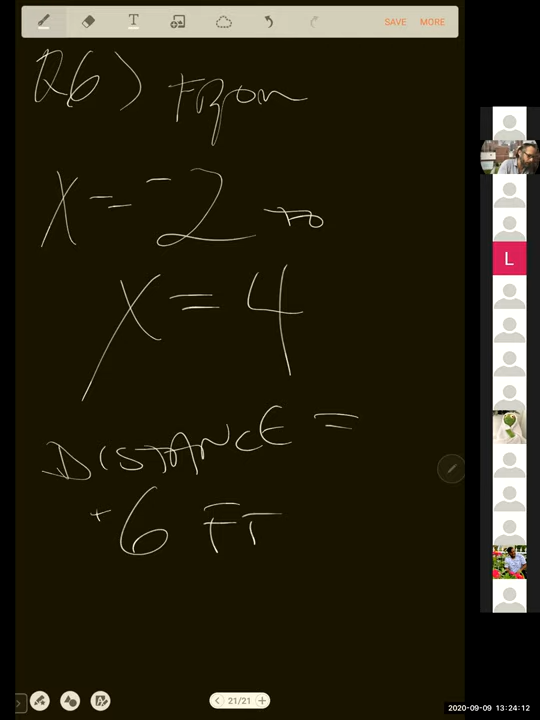 T
SAVE
MORE
Q6) FROM
X = -2 TO
X = 4
L
DISTANCE =
+6 FT
21/21
2020-09-09 13:24:12